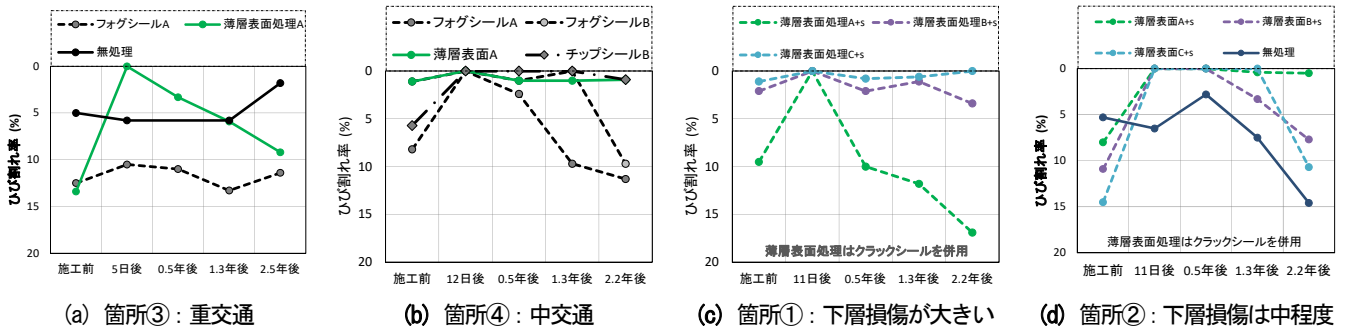 フォグシールA
薄層表面処理A
無処理
ひび割れ率 (%)
0
5
10
15
20
施工前
5日後
0.5年後
1.3年後
2.5年後
(a) 箇所③：重交通
フォグシールA
フォグシールB
薄層表面A
チップシールB
ひび割れ率 (%)
0
5
10
15
20
施工前
12日後
0.5年後
1.3年後
2.2年後
(b) 箇所④：中交通
薄層表面処理A+s
薄層表面処理B+s
薄層表面処理C+s
ひび割れ率 (%)
0
5
10
15
20
薄層表面処理はクラックシールを併用
施工前
11日後
0.5年後
1.3年後
2.2年後
(c) 箇所①：下層損傷が大きい
薄層表面A+s
薄層表面B+s
薄層表面C+s
無処理
ひび割れ率 (%)
0
5
10
15
20
薄層表面処理はクラックシールを併用
施工前
11日後
0.5年後
1.3年後
2.2年後
(d) 箇所②：下層損傷は中程度